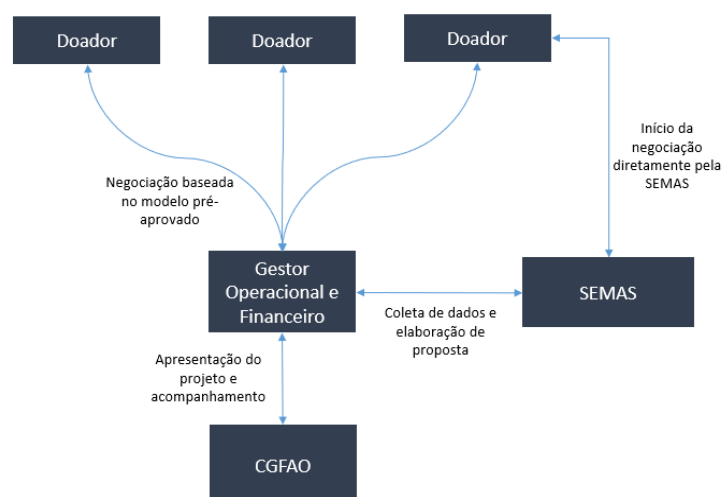 Doador
Doador
Doador
Início da
negociação
diretamente pela
SEMAS
Negociação baseada
no modelo pré-
aprovado
Gestor
Operacional e
Financeiro
SEMAS
Coleta de dados e
elaboração de
proposta
Apresentação do
projeto e
acompanhamento
CGFAO